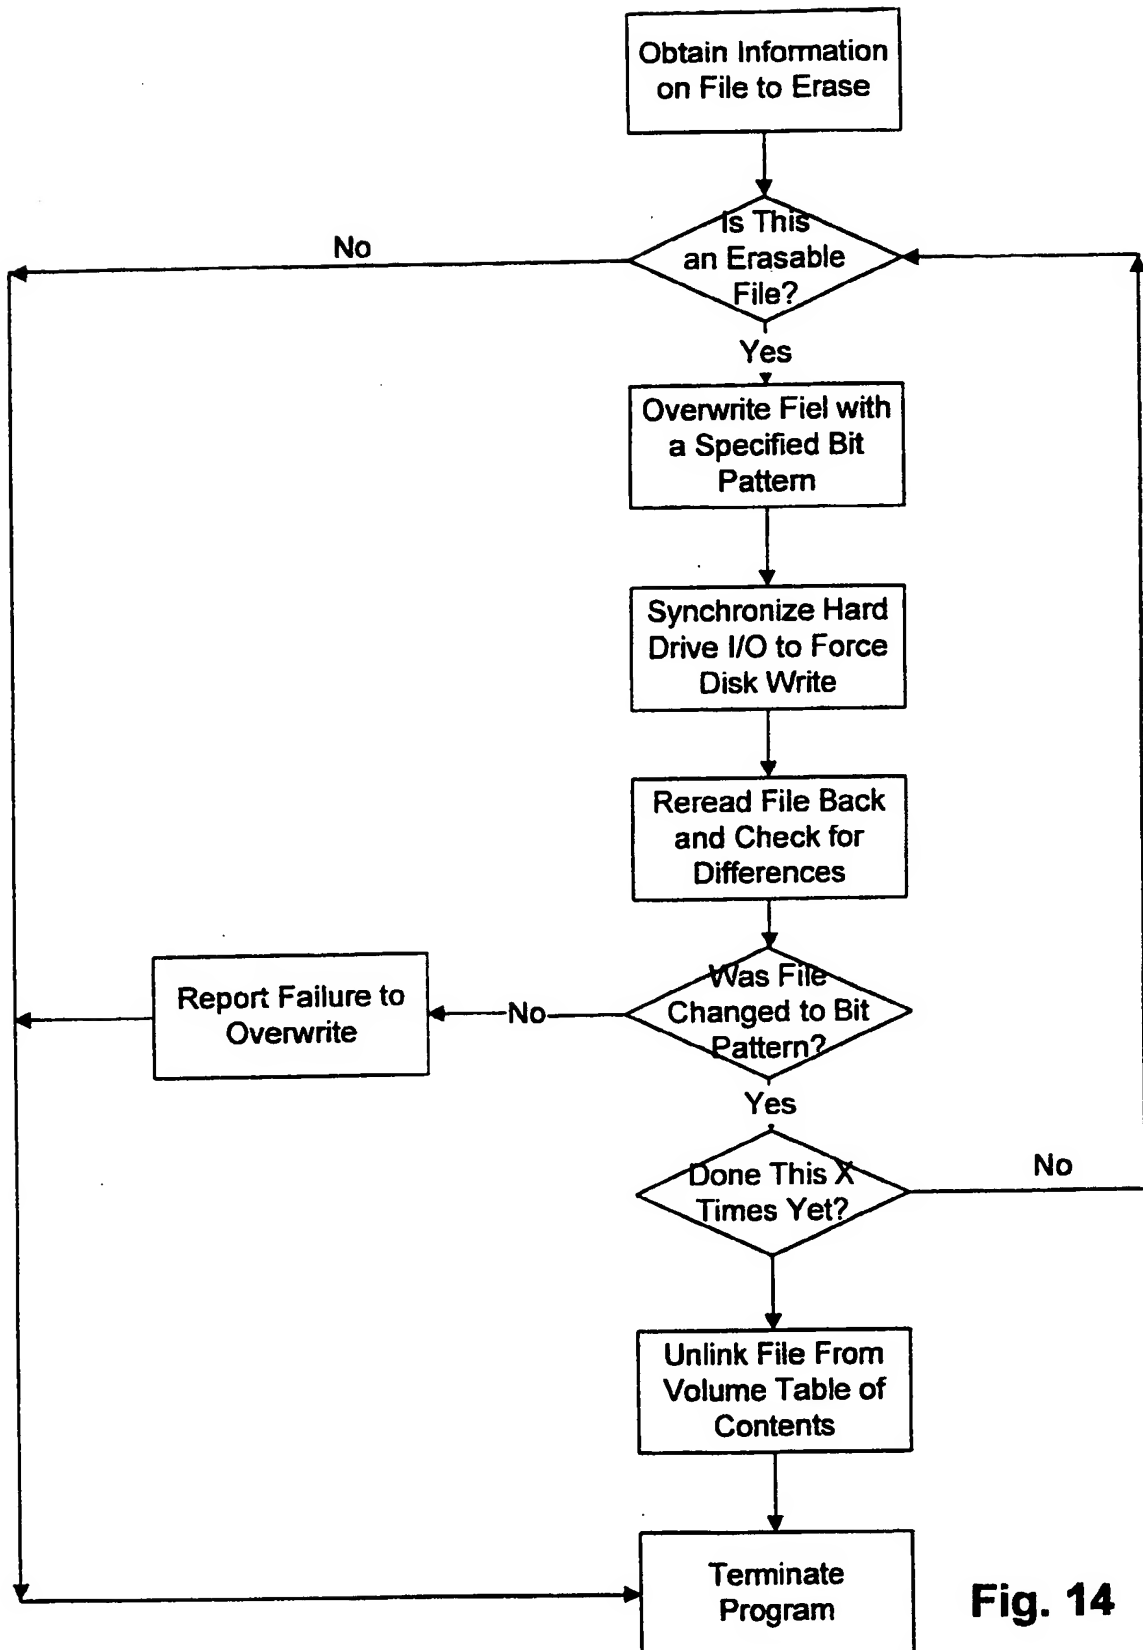 Obtain Information
on File to Erase
Is This
an Erasable
File?
No
Yes
Overwrite Fiel with
a Specified Bit
Pattern
Synchronize Hard
Drive I/O to Force
Disk Write
Reread File Back
and Check for
Differences
Was File
Changed to Bit
Pattern?
No
Report Failure to
Overwrite
Yes
Done This X
Times Yet?
No
Unlink File From
Volume Table of
Contents
Terminate
Program
Fig. 14